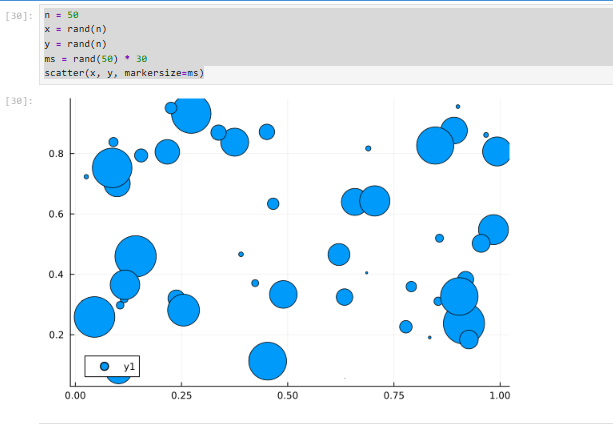 [30]:
n = 50
x = rand(n)
y = rand(n)
ms = rand(50) * 30
scatter(x, y, markersize=ms)
[30]:
0.8
0.6
0.4
0.2
y1
0.00 0.25 0.50 0.75 1.00